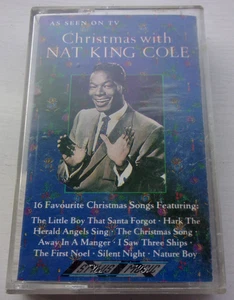 AS SEEN ON TV
Christmas with
NAT KING COLE
16 Favourite Christmas Songs Featuring:
The Little Boy That Santa Forgot · Hark The
Herald Angels Sing · The Christmas Song
Away In A Manger · I Saw Three Ships ·
The First Noel · Silent Night · Nature Boy
STYLUS MUSIC